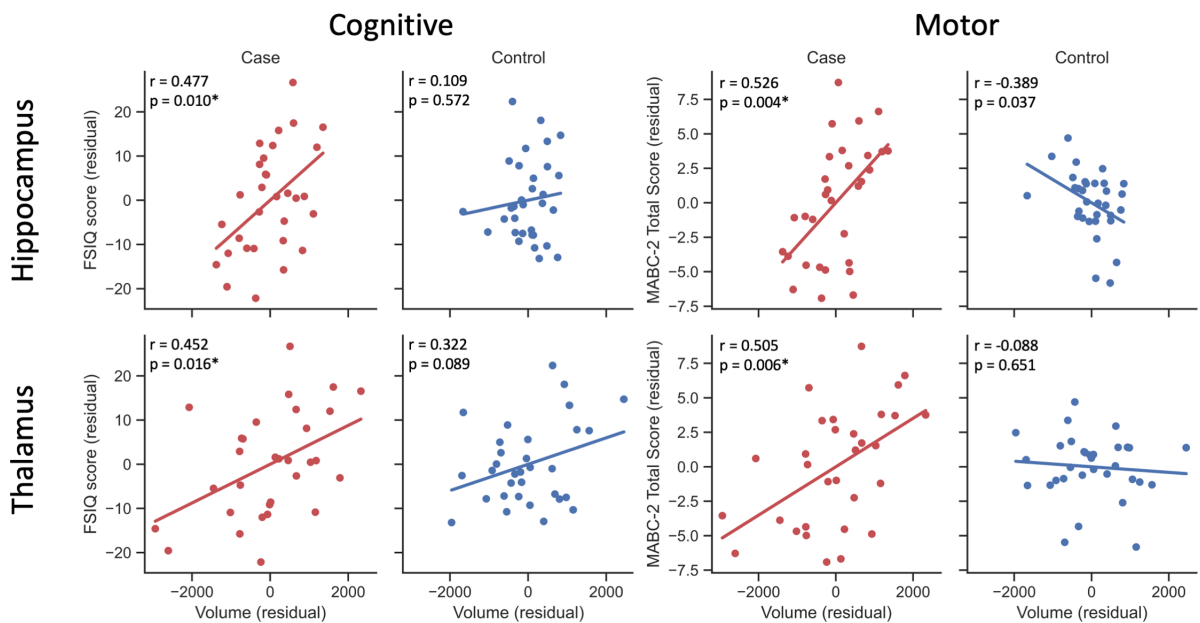 Cognitive
Motor
Case
Control
Case
Control
Hippocampus
FSIQ score (residual)
20
10
0
−10
−20
r = 0.477
p = 0.010*
r = 0.109
p = 0.572
MABC-2 Total Score (residual)
7.5
5.0
2.5
0.0
−2.5
−5.0
−7.5
r = 0.526
p = 0.004*
r = -0.389
p = 0.037
Thalamus
FSIQ score (residual)
20
10
0
−10
−20
r = 0.452
p = 0.016*
r = 0.322
p = 0.089
MABC-2 Total Score (residual)
7.5
5.0
2.5
0.0
−2.5
−5.0
−7.5
r = 0.505
p = 0.006*
r = -0.088
p = 0.651
−2000 0 2000
−2000 0 2000
−2000 0 2000
−2000 0 2000
Volume (residual)
Volume (residual)
Volume (residual)
Volume (residual)